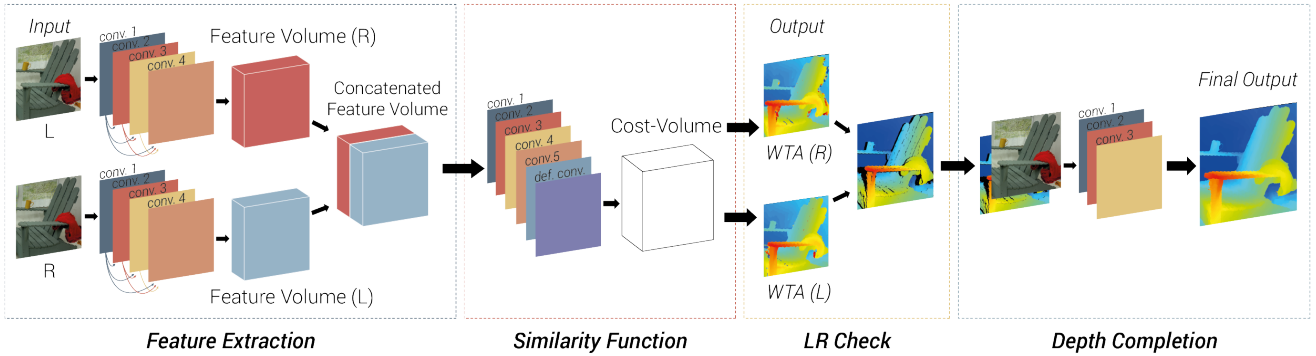 Input
L
conv. 1
conv. 2
conv. 3
conv. 4
Feature Volume (R)
R
conv. 1
conv. 2
conv. 3
conv. 4
Feature Volume (L)
Concatenated
Feature Volume
Feature Extraction
conv. 1
conv. 2
conv. 3
conv. 4
conv.5
def. conv.
Cost-Volume
Similarity Function
Output
WTA (R)
WTA (L)
LR Check
conv. 1
conv. 2
conv. 3
Final Output
Depth Completion